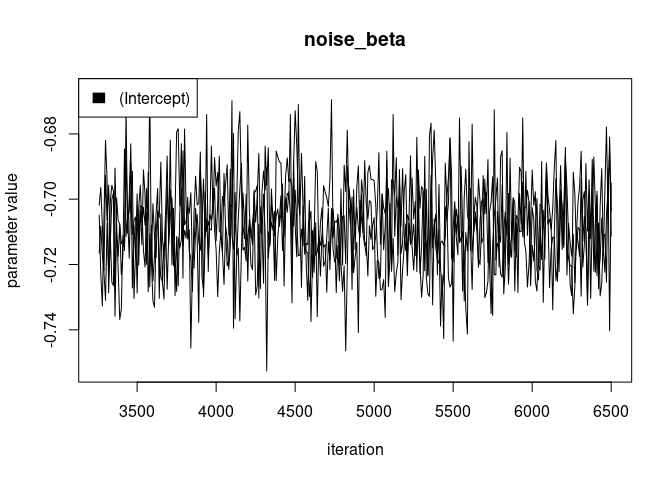 noise_beta
(Intercept)
parameter value
-0.68
-0.70
-0.72
-0.74
3500 4000 4500 5000 5500 6000 6500
iteration